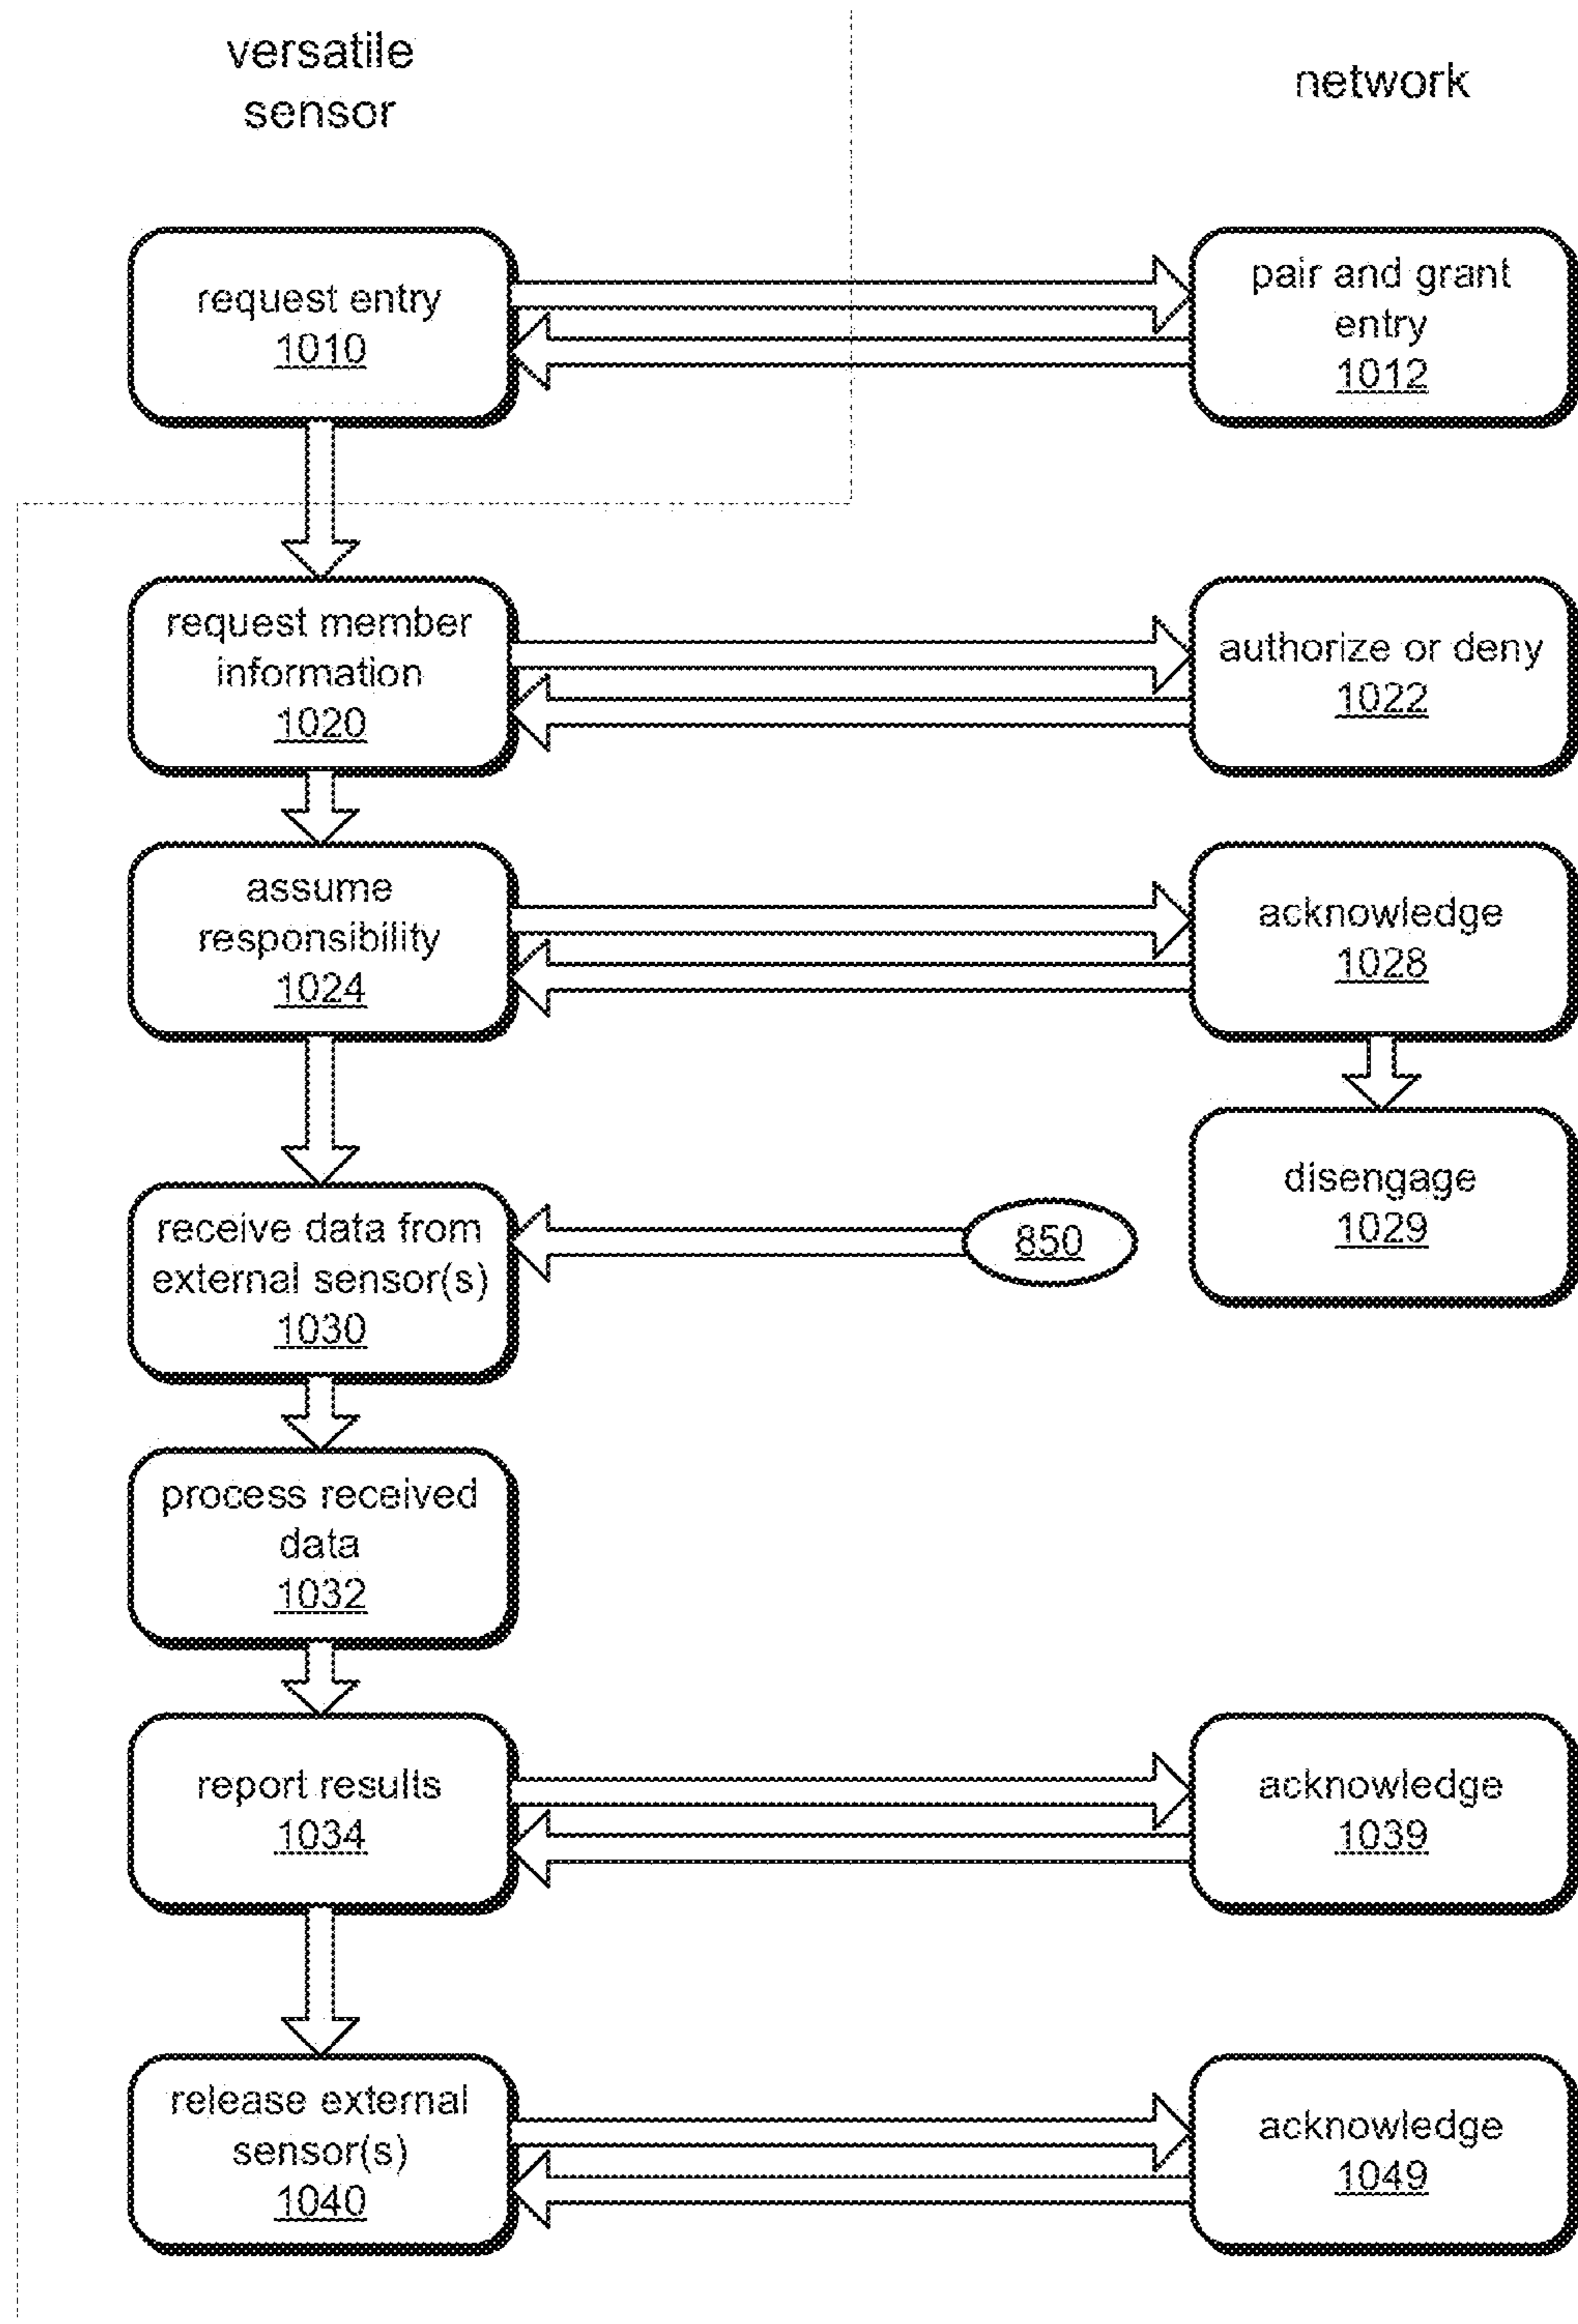 versatile
sensor
network
request entry
1010
pair and grant
entry
1012
request member
information
1020
authorize or deny
1022
assume
responsibility
1024
acknowledge
1028
disengage
1029
receive data from
external sensor(s)
1030
850
process received
data
1032
report results
1034
acknowledge
1039
release external
sensor(s)
1040
acknowledge
1049